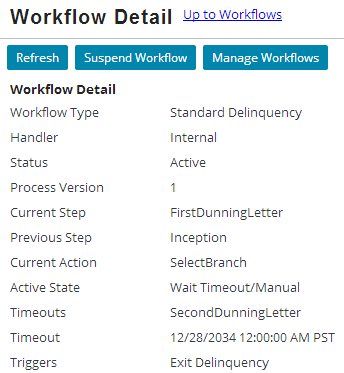 Workflow Detail Up to Workflows
Refresh Suspend Workflow Manage Workflows
Workflow Detail
Workflow Type Standard Delinquency
Handler Internal
Status Active
Process Version 1
Current Step FirstDunningLetter
Previous Step Inception
Current Action SelectBranch
Active State Wait Timeout/Manual
Timeouts SecondDunningLetter
Timeout 12/28/2034 12:00:00 AM PST
Triggers Exit Delinquency